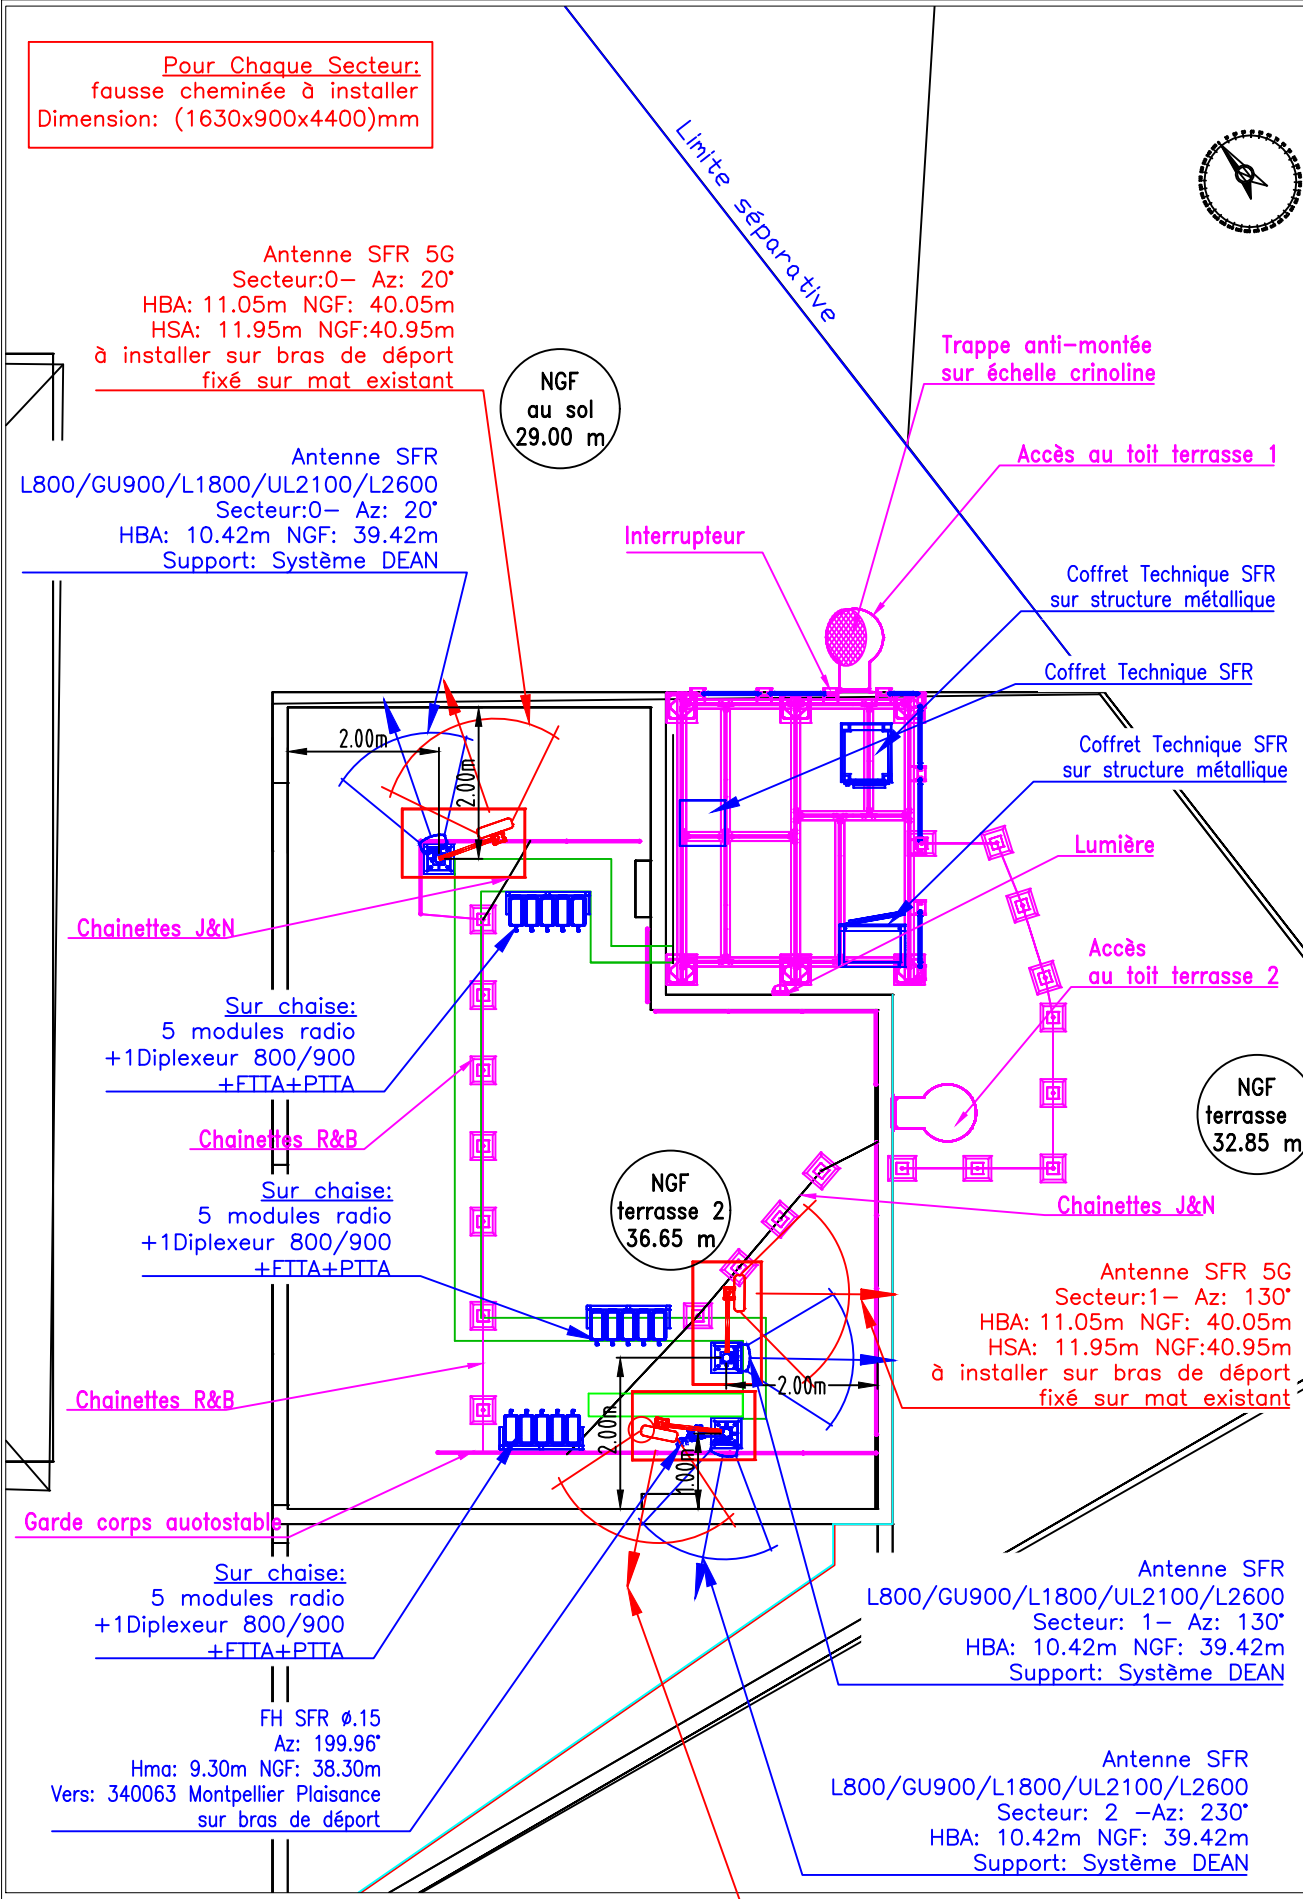 Pour Chaque Secteur:
fausse cheminée à installer
Dimension: (1630x900x4400)mm
Limite séparative
Antenne SFR 5G
Secteur:0– Az: 20°
HBA: 11.05m NGF: 40.05m
HSA: 11.95m NGF:40.95m
à installer sur bras de déport
fixé sur mat existant
NGF
au sol
29.00 m
Trappe anti–montée
sur échelle crinoline
Antenne SFR
L800/GU900/L1800/UL2100/L2600
Secteur:0– Az: 20°
HBA: 10.42m NGF: 39.42m
Support: Système DEAN
Accès au toit terrasse 1
Interrupteur
Coffret Technique SFR
sur structure métallique
Coffret Technique SFR
Coffret Technique SFR
sur structure métallique
2.00m
2.00m
Lumière
Chainettes J&N
Accès
au toit terrasse 2
Sur chaise:
5 modules radio
+1Diplexeur 800/900
+FTTA+PTTA
Chainettes R&B
NGF
terrasse
32.85 m
Sur chaise:
5 modules radio
+1Diplexeur 800/900
+FTTA+PTTA
NGF
terrasse 2
36.65 m
Chainettes J&N
Antenne SFR 5G
Secteur:1– Az: 130°
HBA: 11.05m NGF: 40.05m
HSA: 11.95m NGF:40.95m
à installer sur bras de déport
fixé sur mat existant
Chainettes R&B
2.00m
2.00m
1.00m
Garde corps auotostable
Sur chaise:
5 modules radio
+1Diplexeur 800/900
+FTTA+PTTA
Antenne SFR
L800/GU900/L1800/UL2100/L2600
Secteur: 1– Az: 130°
HBA: 10.42m NGF: 39.42m
Support: Système DEAN
FH SFR Ø.15
Az: 199.96°
Hma: 9.30m NGF: 38.30m
Vers: 340063 Montpellier Plaisance
sur bras de déport
Antenne SFR
L800/GU900/L1800/UL2100/L2600
Secteur: 2 –Az: 230°
HBA: 10.42m NGF: 39.42m
Support: Système DEAN